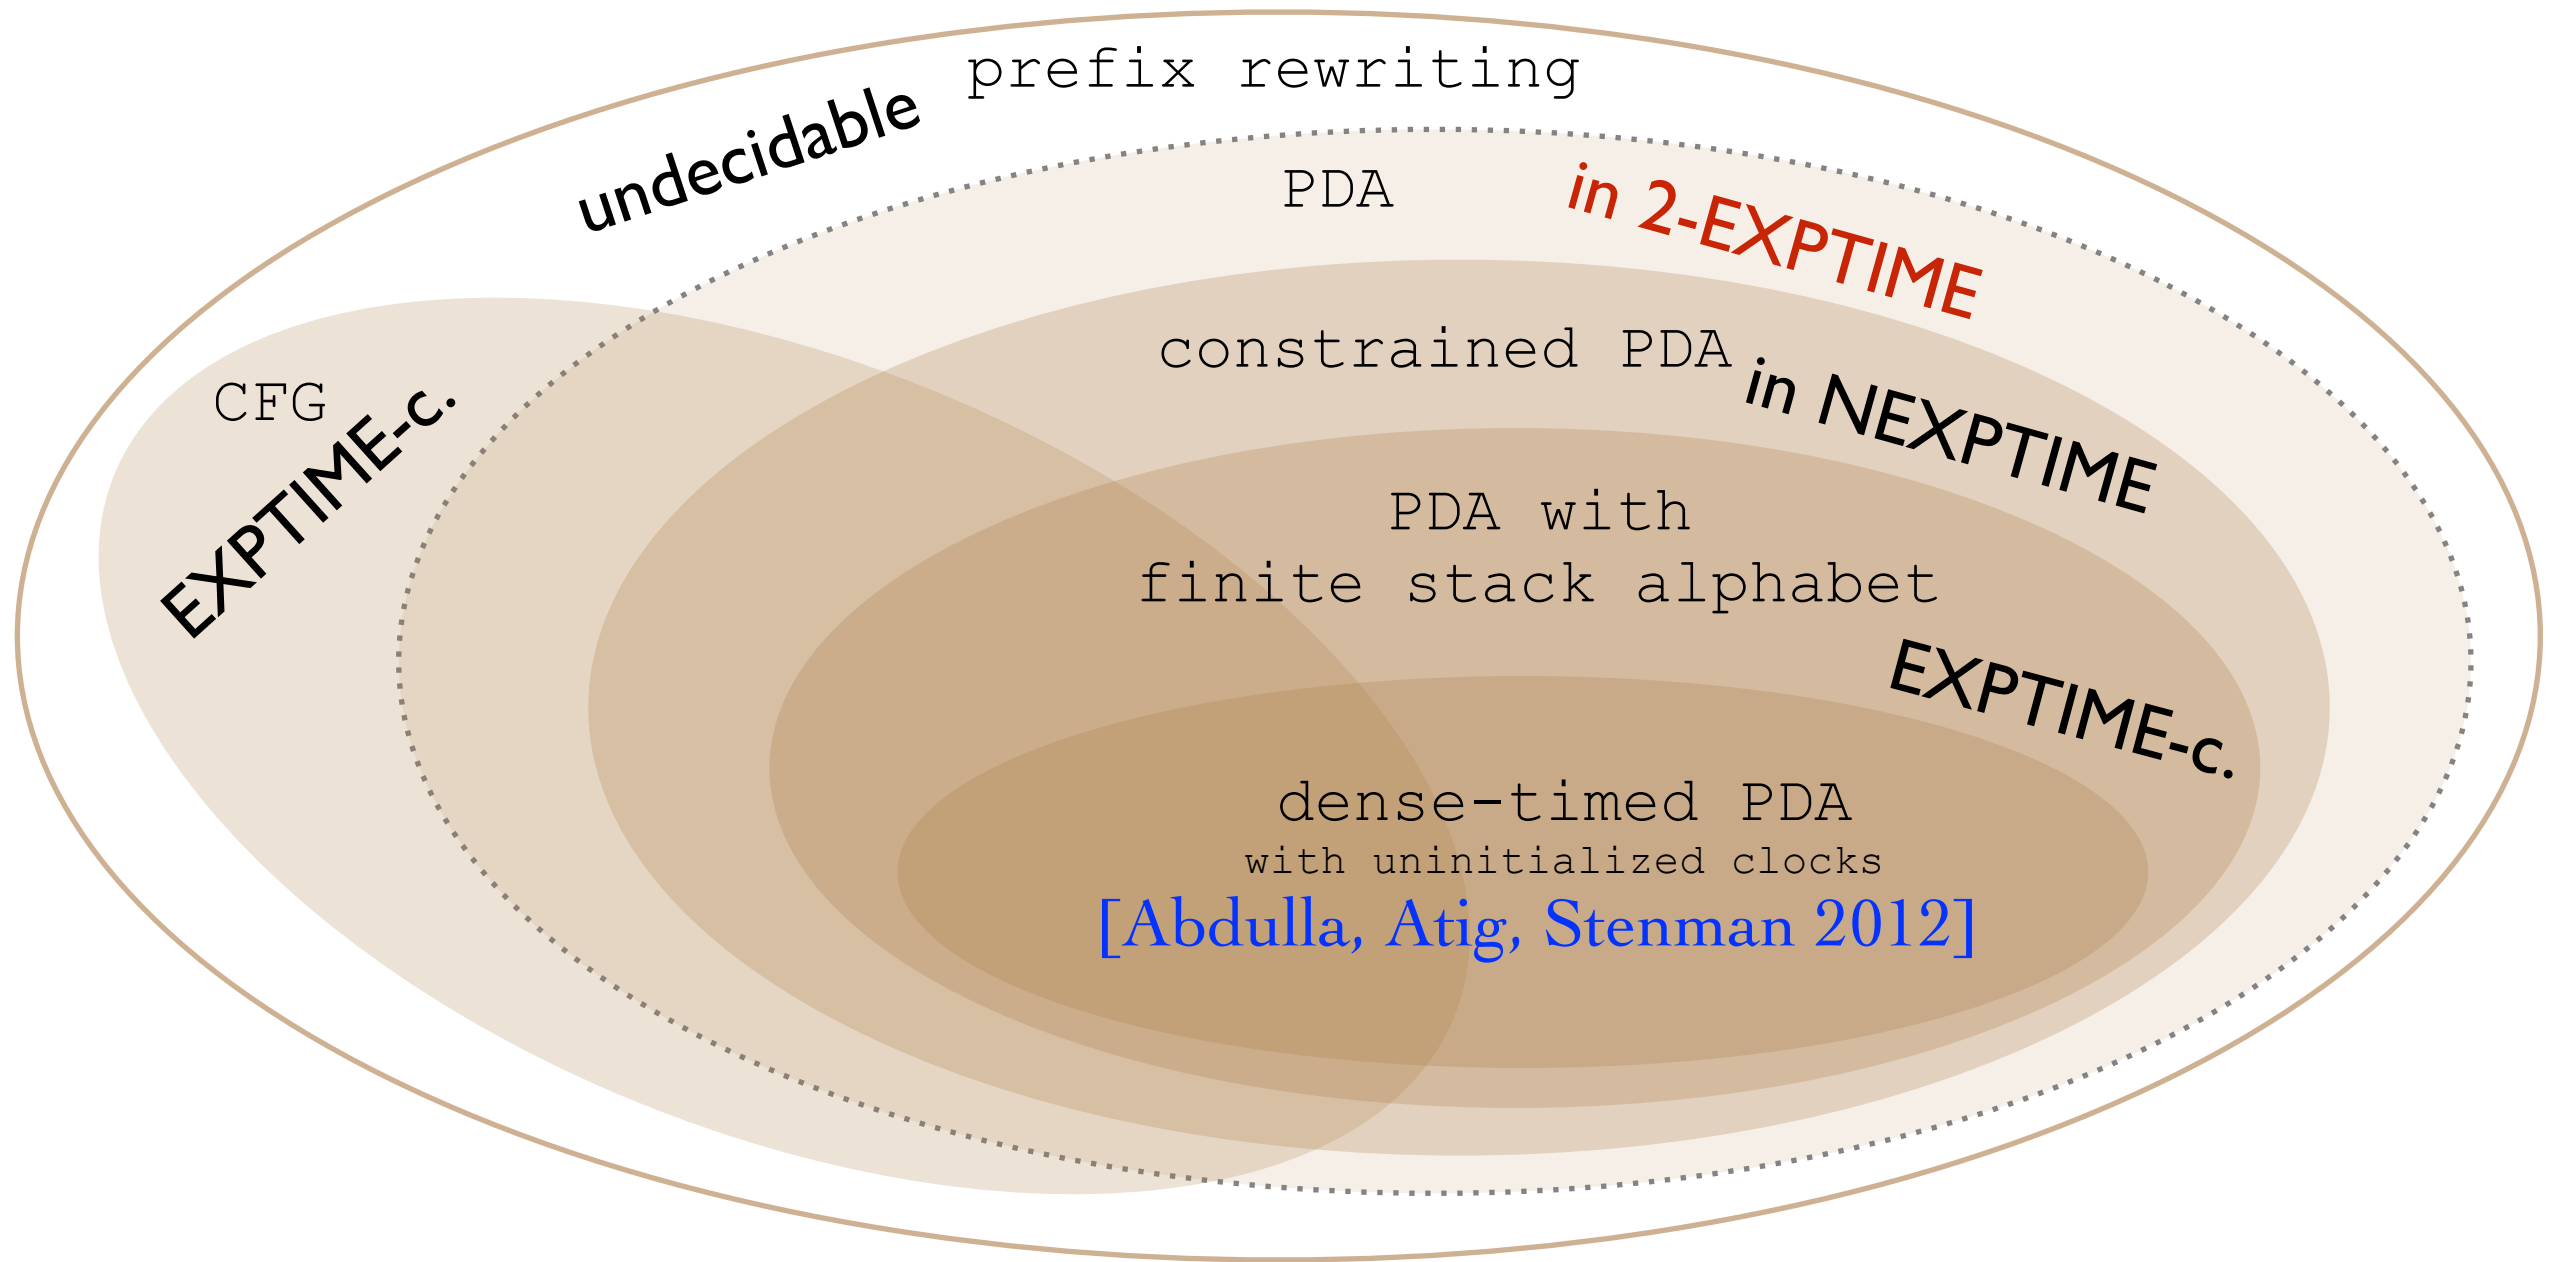 prefix rewriting
undecidable
PDA
in 2-EXPTIME
constrained PDA
in NEXPTIME
CFG
EXPTIME-c.
PDA with
finite stack alphabet
EXPTIME-c.
dense-timed PDA
with uninitialized clocks
[Abdulla, Atig, Stenman 2012]